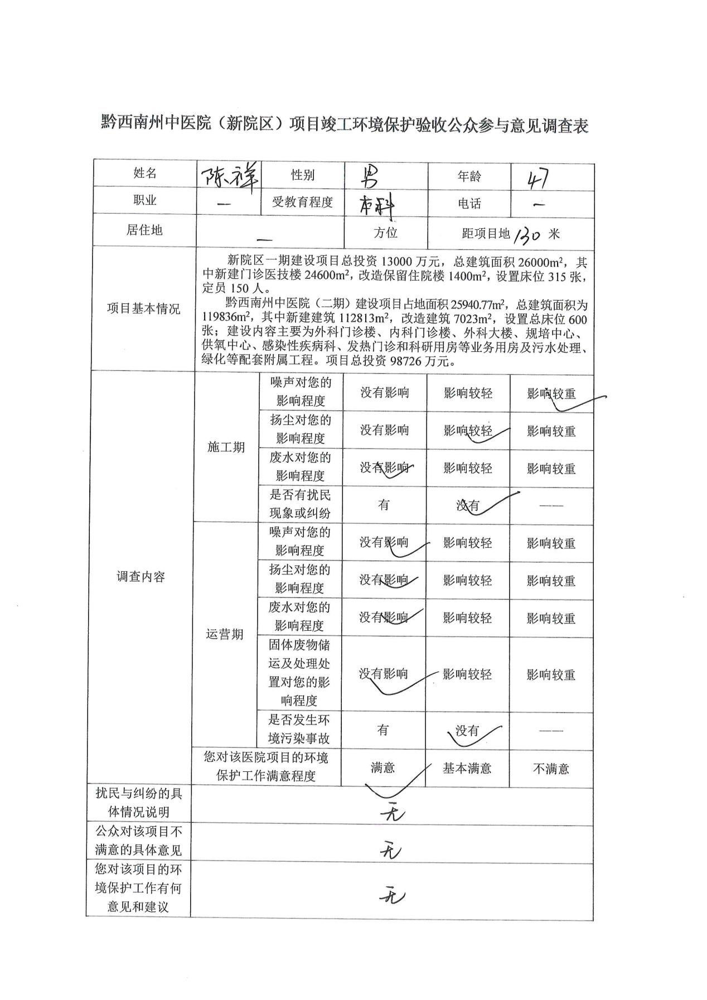 黔西南州中医院（新院区）项目竣工环境保护验收公众参与意见调查表
姓名 陈祥 性别 男 年龄 47
职业 — 受教育程度 本科 电话 —
居住地 — 方位 距项目地 130 米
项目基本情况
新院区一期建设项目总投资 13000 万元，总建筑面积 26000m²，其
中新建门诊医技楼 24600m²，改造保留住院楼 1400m²，设置床位 315 张，
定员 150 人。
黔西南州中医院（二期）建设项目占地面积 25940.77m²，总建筑面积为
119836m²，其中新建建筑 112813m²，改造建筑 7023m²，设置总床位 600
张；建设内容主要为外科门诊楼、内科门诊楼、外科大楼、规培中心、
供氧中心、感染性疾病科、发热门诊和科研用房等业务用房及污水处理、
绿化等配套附属工程。项目总投资 98726 万元。
调查内容
施工期
噪声对您的
影响程度
没有影响 影响较轻 影响较重 ✓
扬尘对您的
影响程度
没有影响 影响较轻 ✓ 影响较重
废水对您的
影响程度
没有影响 ✓ 影响较轻 影响较重
是否有扰民
现象或纠纷
有 没有 ✓ ——
运营期
噪声对您的
影响程度
没有影响 ✓ 影响较轻 影响较重
扬尘对您的
影响程度
没有影响 ✓ 影响较轻 影响较重
废水对您的
影响程度
没有影响 ✓ 影响较轻 影响较重
固体废物储
运及处理处
置对您的影
响程度
没有影响 ✓ 影响较轻 影响较重
是否发生环
境污染事故
有 没有 ✓ ——
您对该医院项目的环境
保护工作满意程度
满意 ✓ 基本满意 不满意
扰民与纠纷的具
体情况说明
无
公众对该项目不
满意的具体意见
无
您对该项目的环
境保护工作有何
意见和建议
无